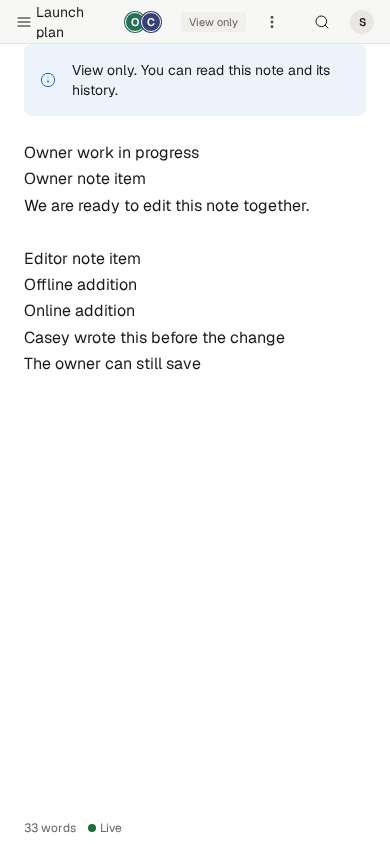 Launch
plan
O C View only S
View only. You can read this note and its
history.
Owner work in progress
Owner note item
We are ready to edit this note together.
Editor note item
Offline addition
Online addition
Casey wrote this before the change
The owner can still save
33 words Live